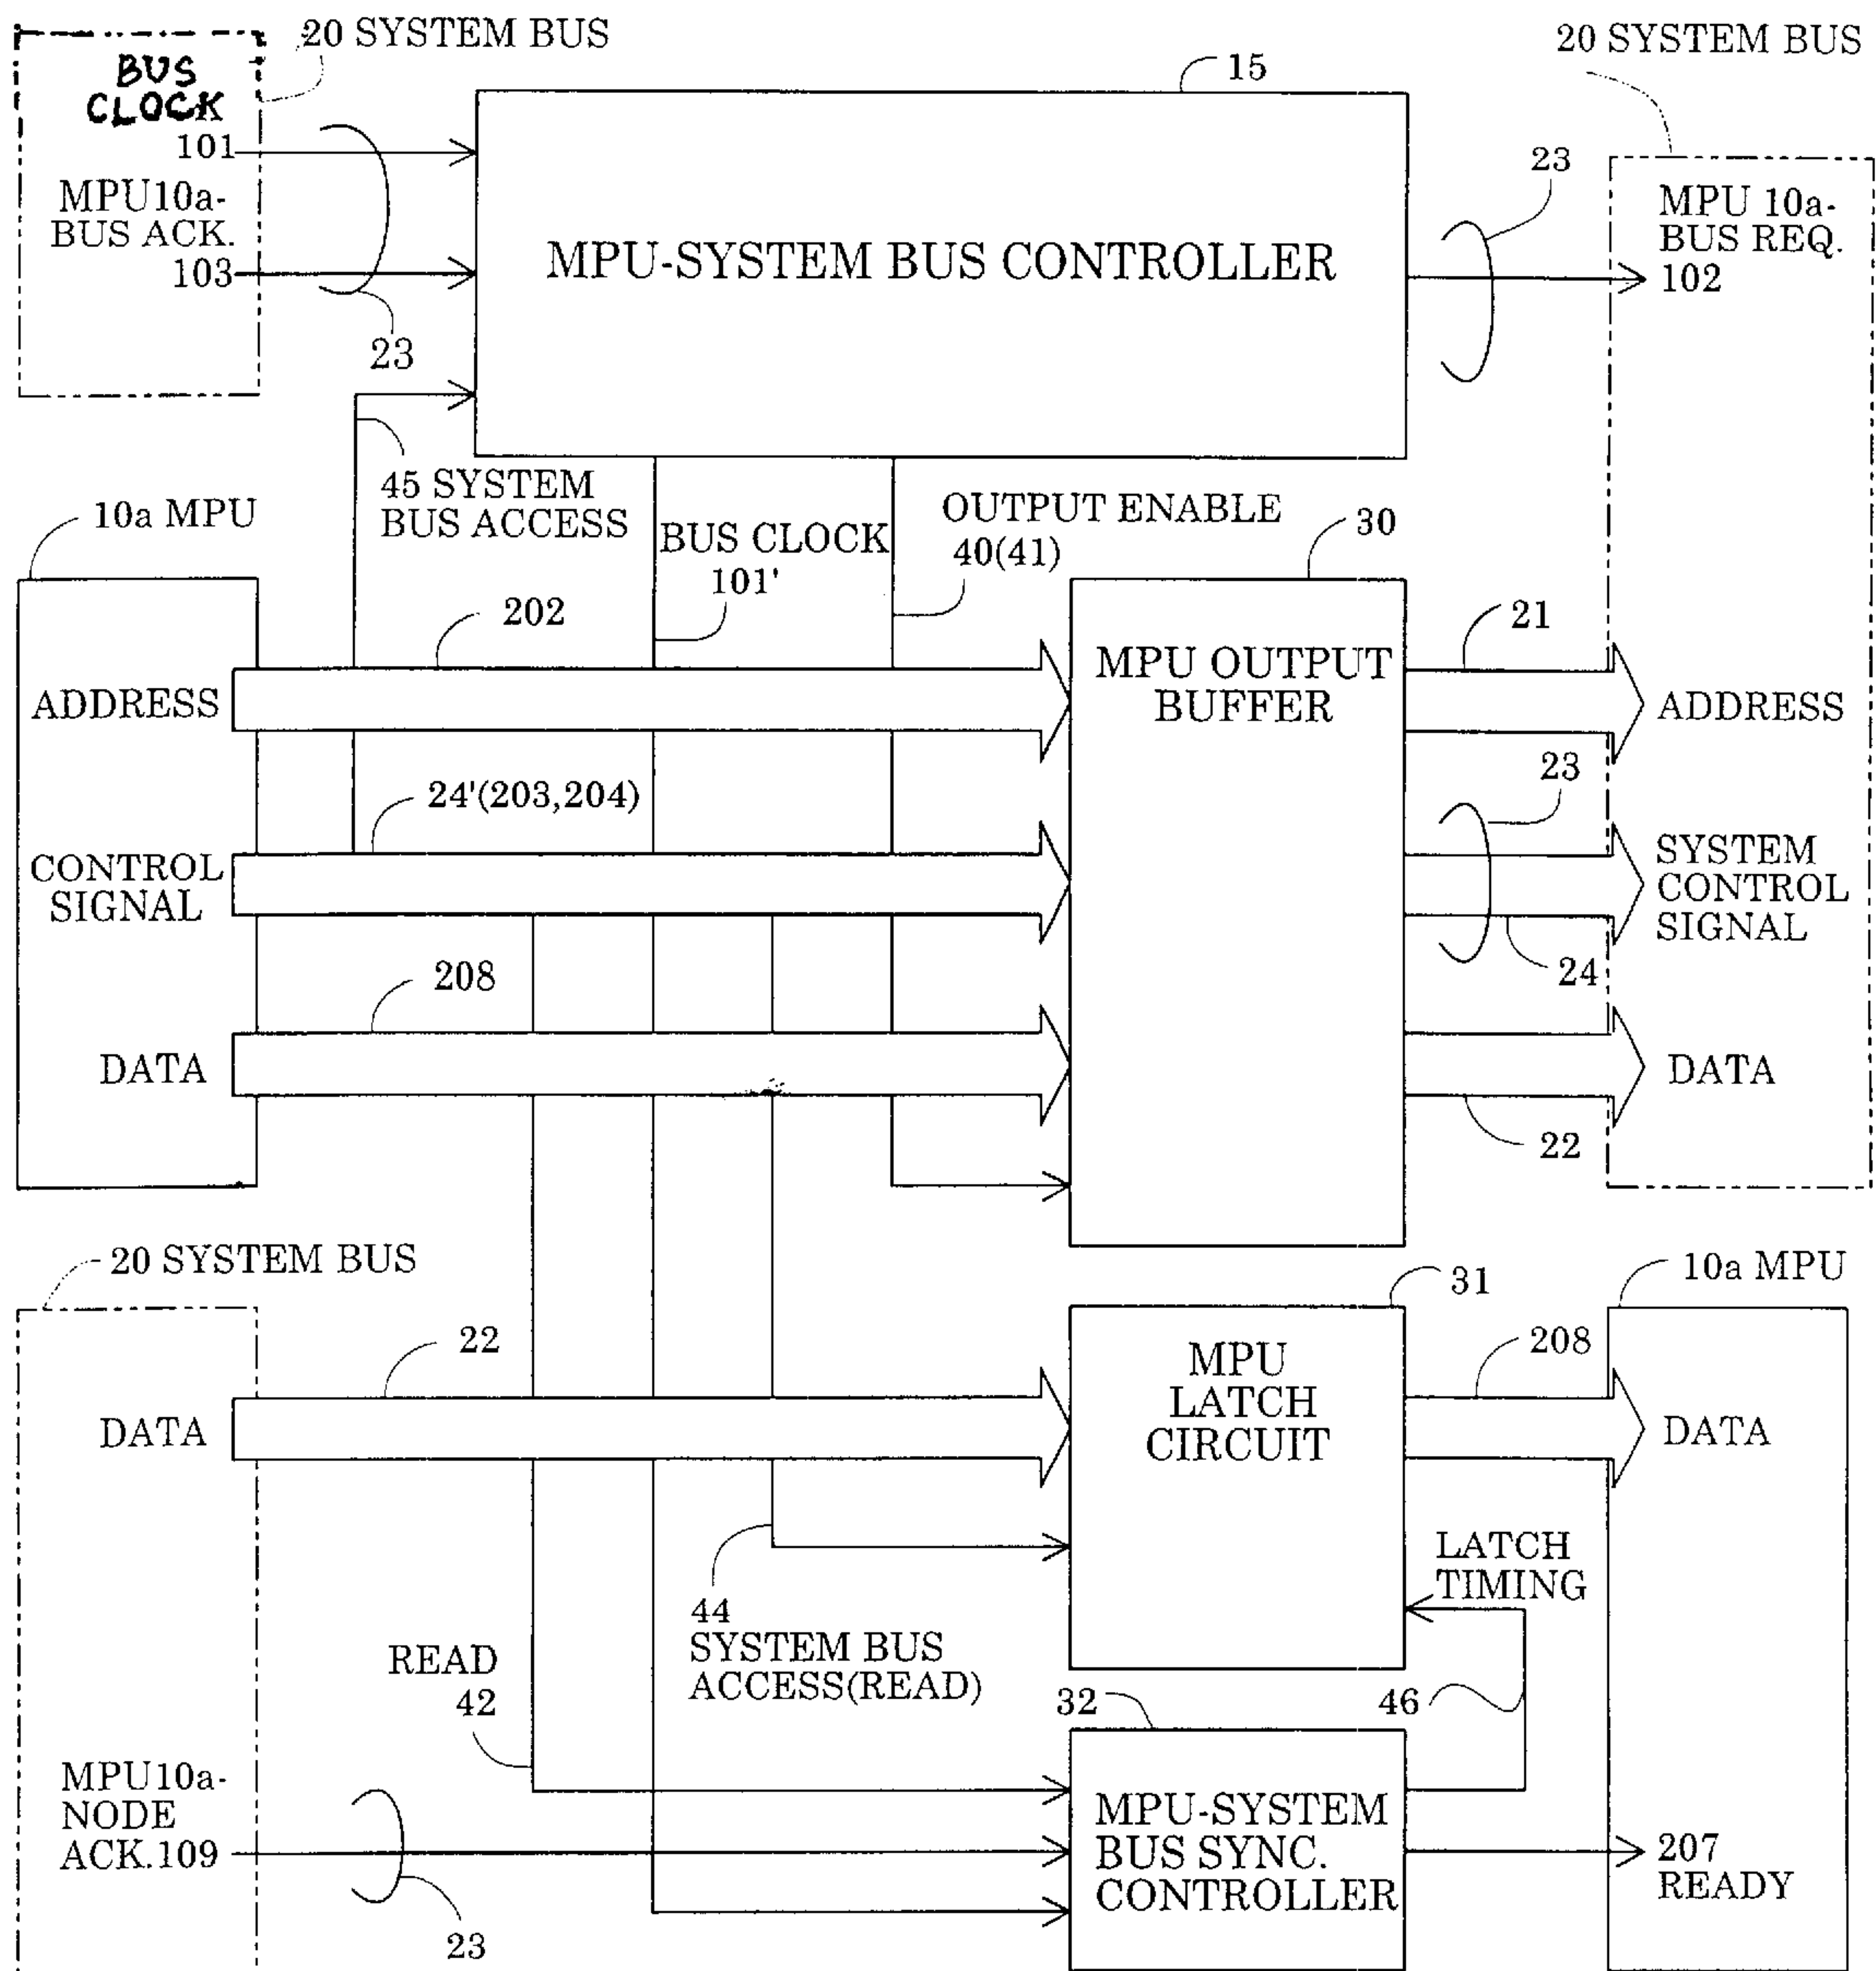 20 SYSTEM BUS
20 SYSTEM BUS
BUS
CLOCK
101
MPU10a-
BUS ACK.
103
23
15
MPU-SYSTEM BUS CONTROLLER
23
MPU 10a-
BUS REQ.
102
45 SYSTEM
BUS ACCESS
10a MPU
BUS CLOCK
101'
OUTPUT ENABLE
40(41)
30
202
21
ADDRESS
MPU OUTPUT
BUFFER
ADDRESS
24'(203,204)
23
CONTROL
SIGNAL
SYSTEM
CONTROL
SIGNAL
208
24
DATA
DATA
22
20 SYSTEM BUS
31
10a MPU
22
208
DATA
MPU
LATCH
CIRCUIT
DATA
LATCH
TIMING
44
SYSTEM BUS
ACCESS(READ)
READ
42
32
46
MPU10a-
NODE
ACK.109
23
MPU-SYSTEM
BUS SYNC.
CONTROLLER
207
READY